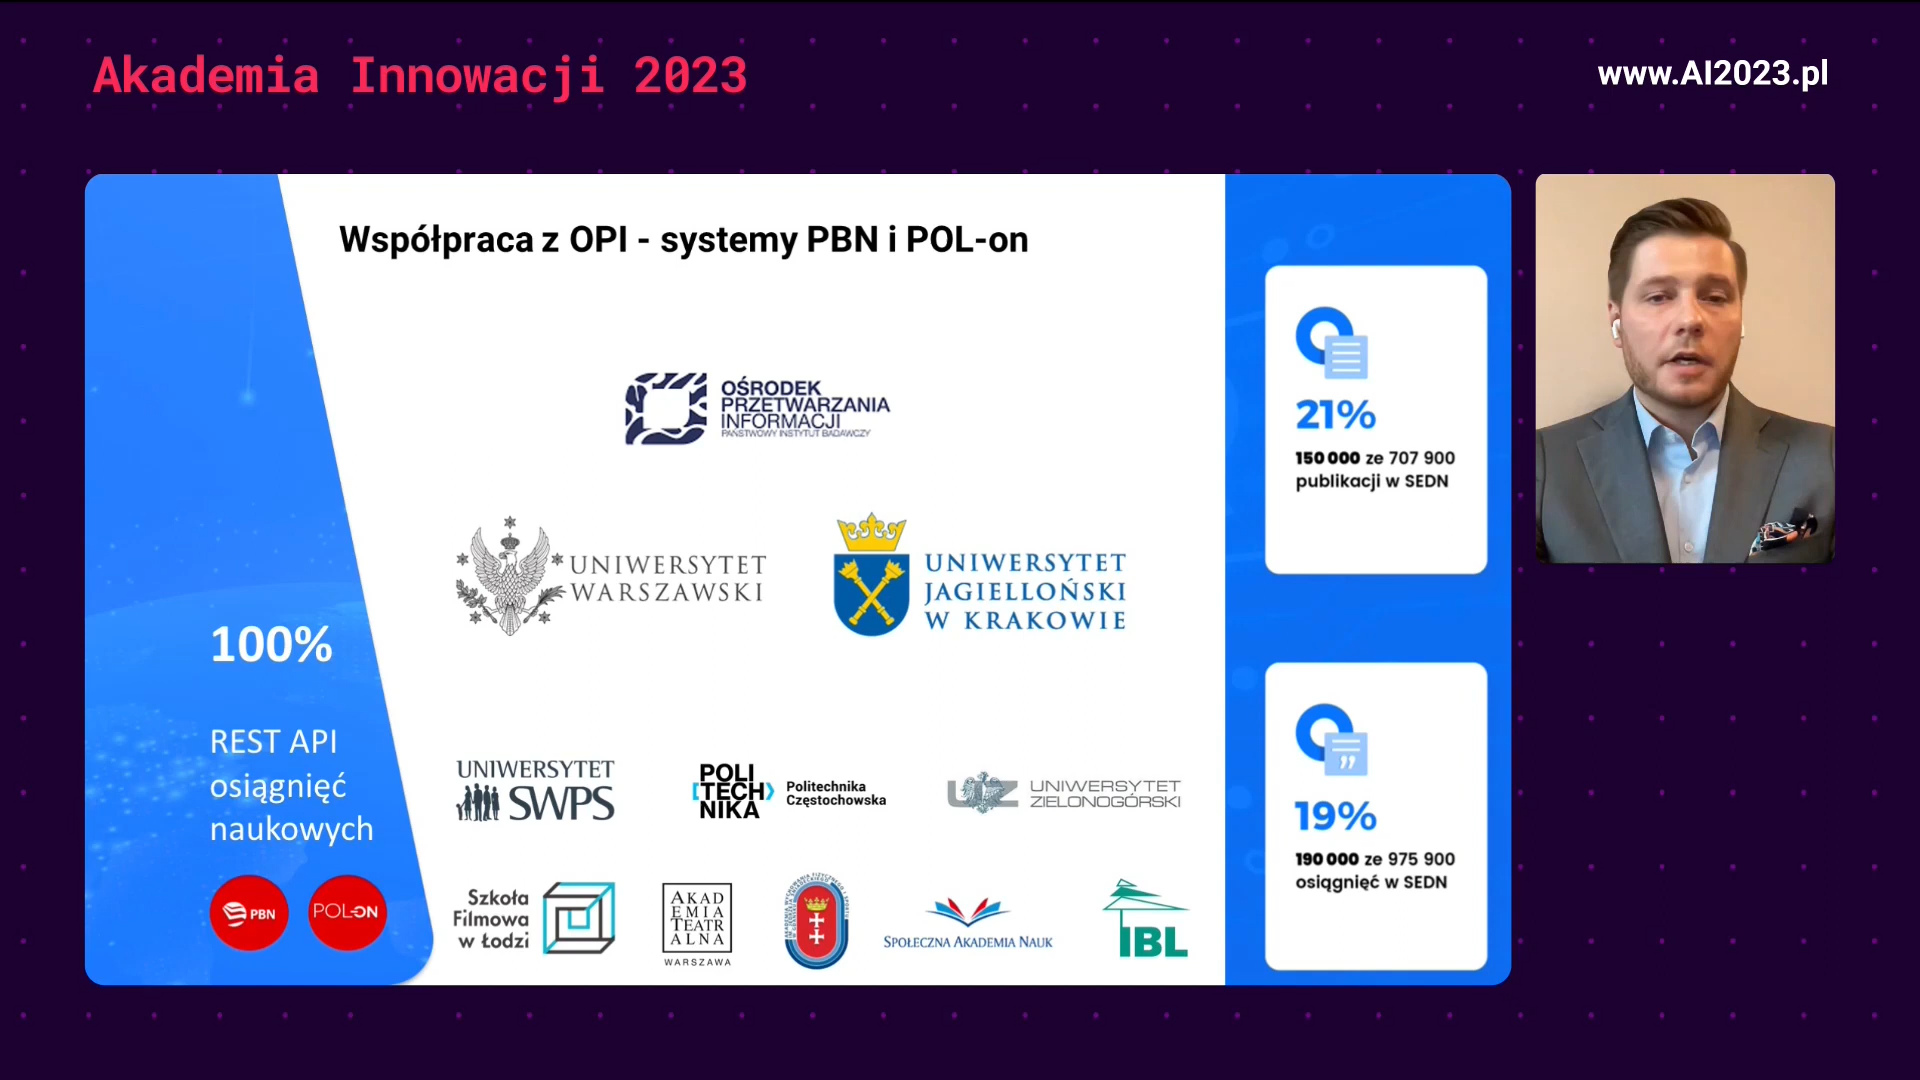 Akademia Innowacji 2023
www.AI2023.pl
Współpraca z OPI - systemy PBN i POL-on
OŚRODEK
PRZETWARZANIA
INFORMACJI
PAŃSTWOWY INSTYTUT BADAWCZY
UNIWERSYTET
WARSZAWSKI
UNIWERSYTET
JAGIELLOŃSKI
W KRAKOWIE
100%
REST API
osiągnięć
naukowych
PBN
POL-ON
UNIWERSYTET
SWPS
POLI
TECH
NIKA
Politechnika
Częstochowska
UZ
UNIWERSYTET
ZIELONOGÓRSKI
Szkoła
Filmowa
w Łodzi
AKAD
EMIA
TEATR
ALNA
WARSZAWA
SPOŁECZNA AKADEMIA NAUK
IBL
21%
150 000 ze 707 900
publikacji w SEDN
19%
190 000 ze 975 900
osiągnięć w SEDN